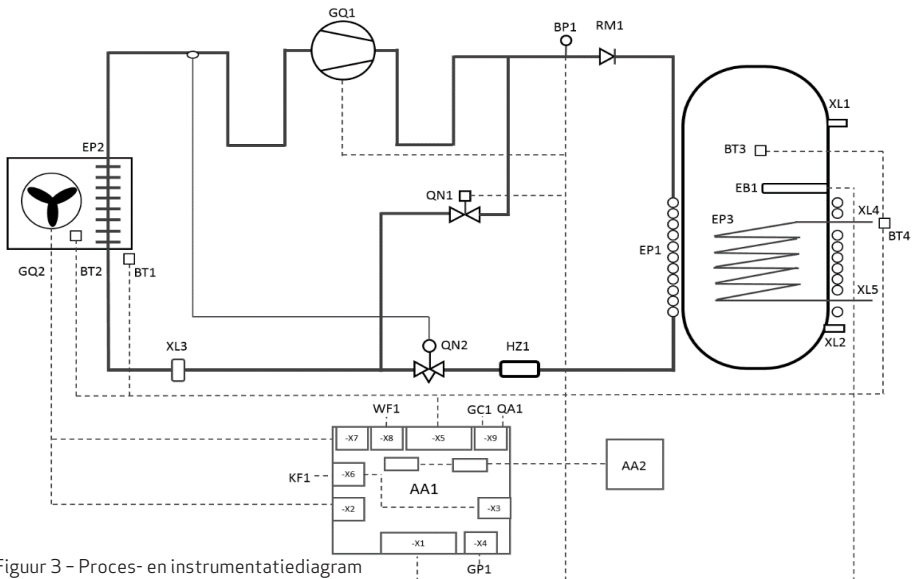 GQ1
BP1
RM1
XL1
EP2
BT3
QN1
EB1
EP3
XL4
BT4
EP1
GQ2
BT2
BT1
XL5
XL3
QN2
HZ1
XL2
WF1
GC1
QA1
-X7
-X8
-X5
-X9
KF1
-X6
AA1
AA2
-X2
-X3
-X1
-X4
GP1
Figuur 3 – Proces- en instrumentatiediagram